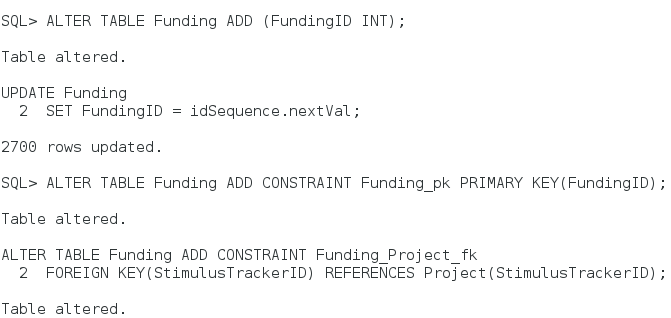 SQL> ALTER TABLE Funding ADD (FundingID INT);
Table altered.
UPDATE Funding
2 SET FundingID = idSequence.nextVal;
2700 rows updated.
SQL> ALTER TABLE Funding ADD CONSTRAINT Funding_pk PRIMARY KEY(FundingID);
Table altered.
ALTER TABLE Funding ADD CONSTRAINT Funding_Project_fk
2 FOREIGN KEY(StimulusTrackerID) REFERENCES Project(StimulusTrackerID);
Table altered.